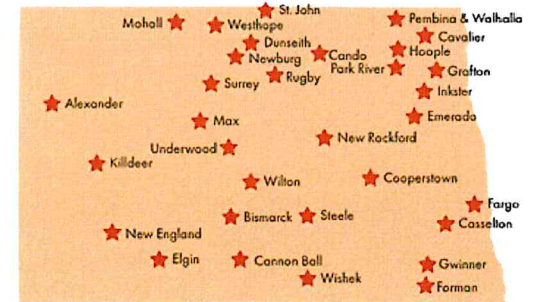 St. John
Mohall
Westhope
Pembina & Walhalla
Cavalier
Dunseith
Hoople
Newburg
Cando
Park River
Grafton
Rugby
Surrey
Inkster
Alexander
Emerado
Max
New Rockford
Underwood
Killdeer
Wilton
Cooperstown
Fargo
Bismarck
Steele
Casselton
New England
Elgin
Cannon Ball
Gwinner
Wishek
Forman